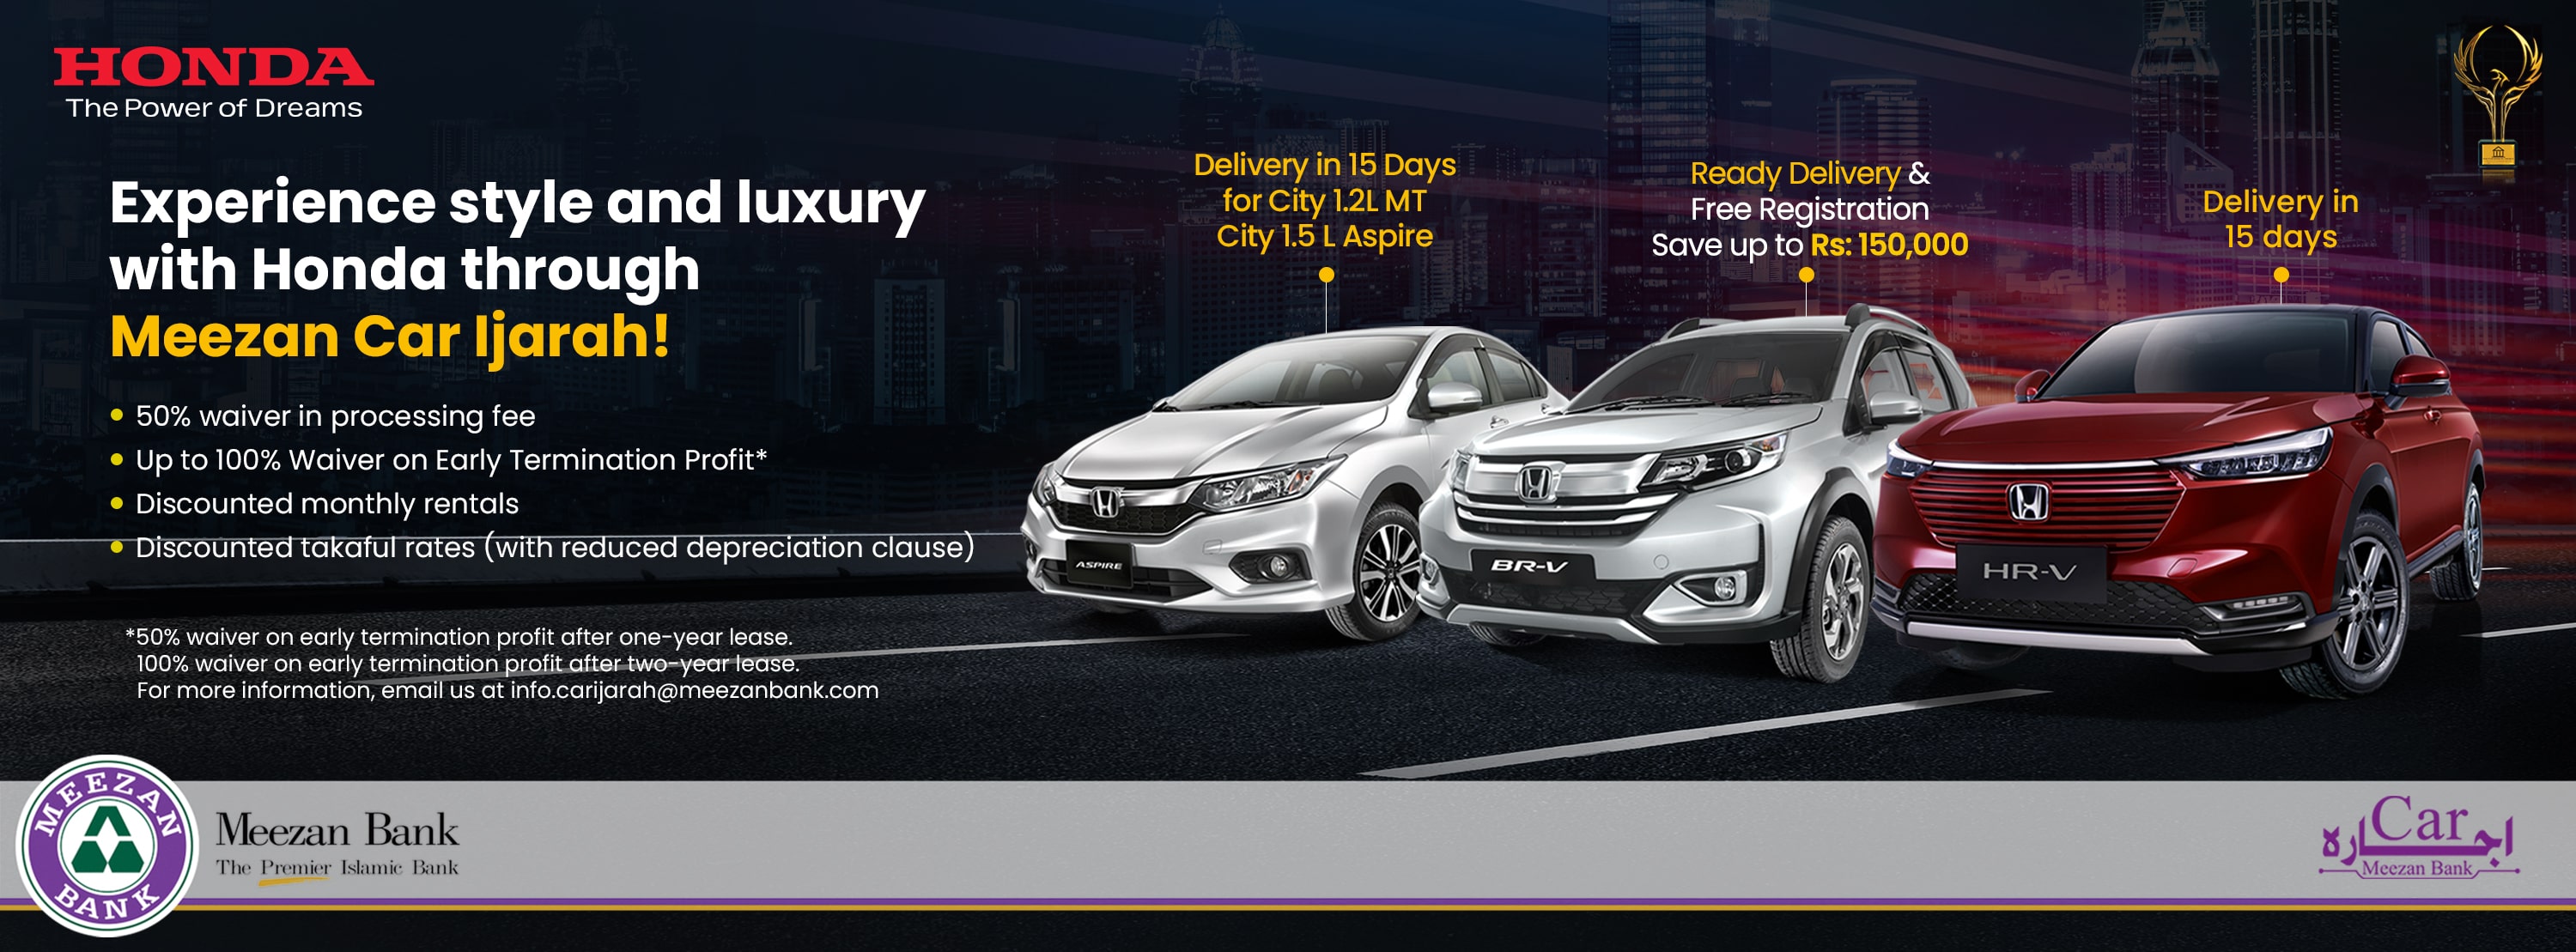 HONDA
The Power of Dreams
Experience style and luxury
with Honda through
Meezan Car Ijarah!
50% waiver in processing fee
Up to 100% Waiver on Early Termination Profit*
Discounted monthly rentals
Discounted takaful rates (with reduced depreciation clause)
*50% waiver on early termination profit after one-year lease.
100% waiver on early termination profit after two-year lease.
For more information, email us at info.carijarah@meezanbank.com
Delivery in 15 Days
for City 1.2L MT
City 1.5 L Aspire
Ready Delivery &
Free Registration
Save up to Rs: 150,000
Delivery in
15 days
ASPIRE
BR-V
HR-V
MEEZAN
BANK
Meezan Bank
The Premier Islamic Bank
Car اجاره
Meezan Bank